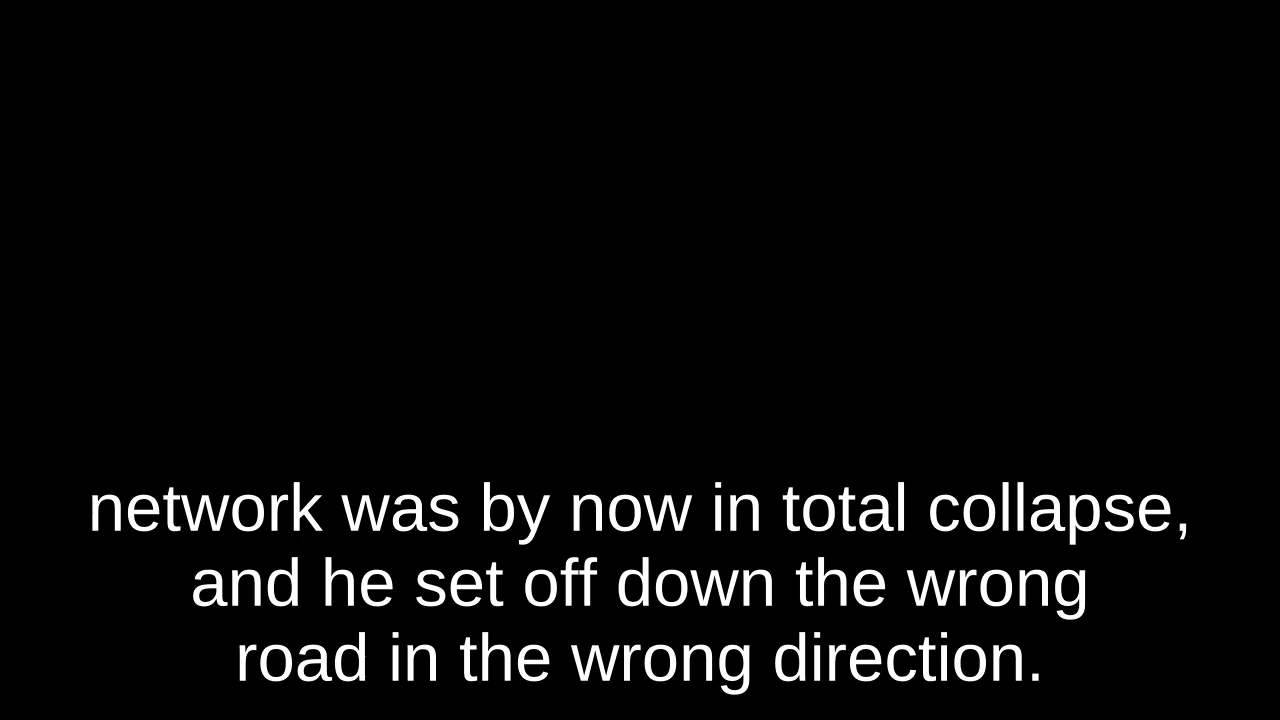 network was by now in total collapse,
and he set off down the wrong
road in the wrong direction.